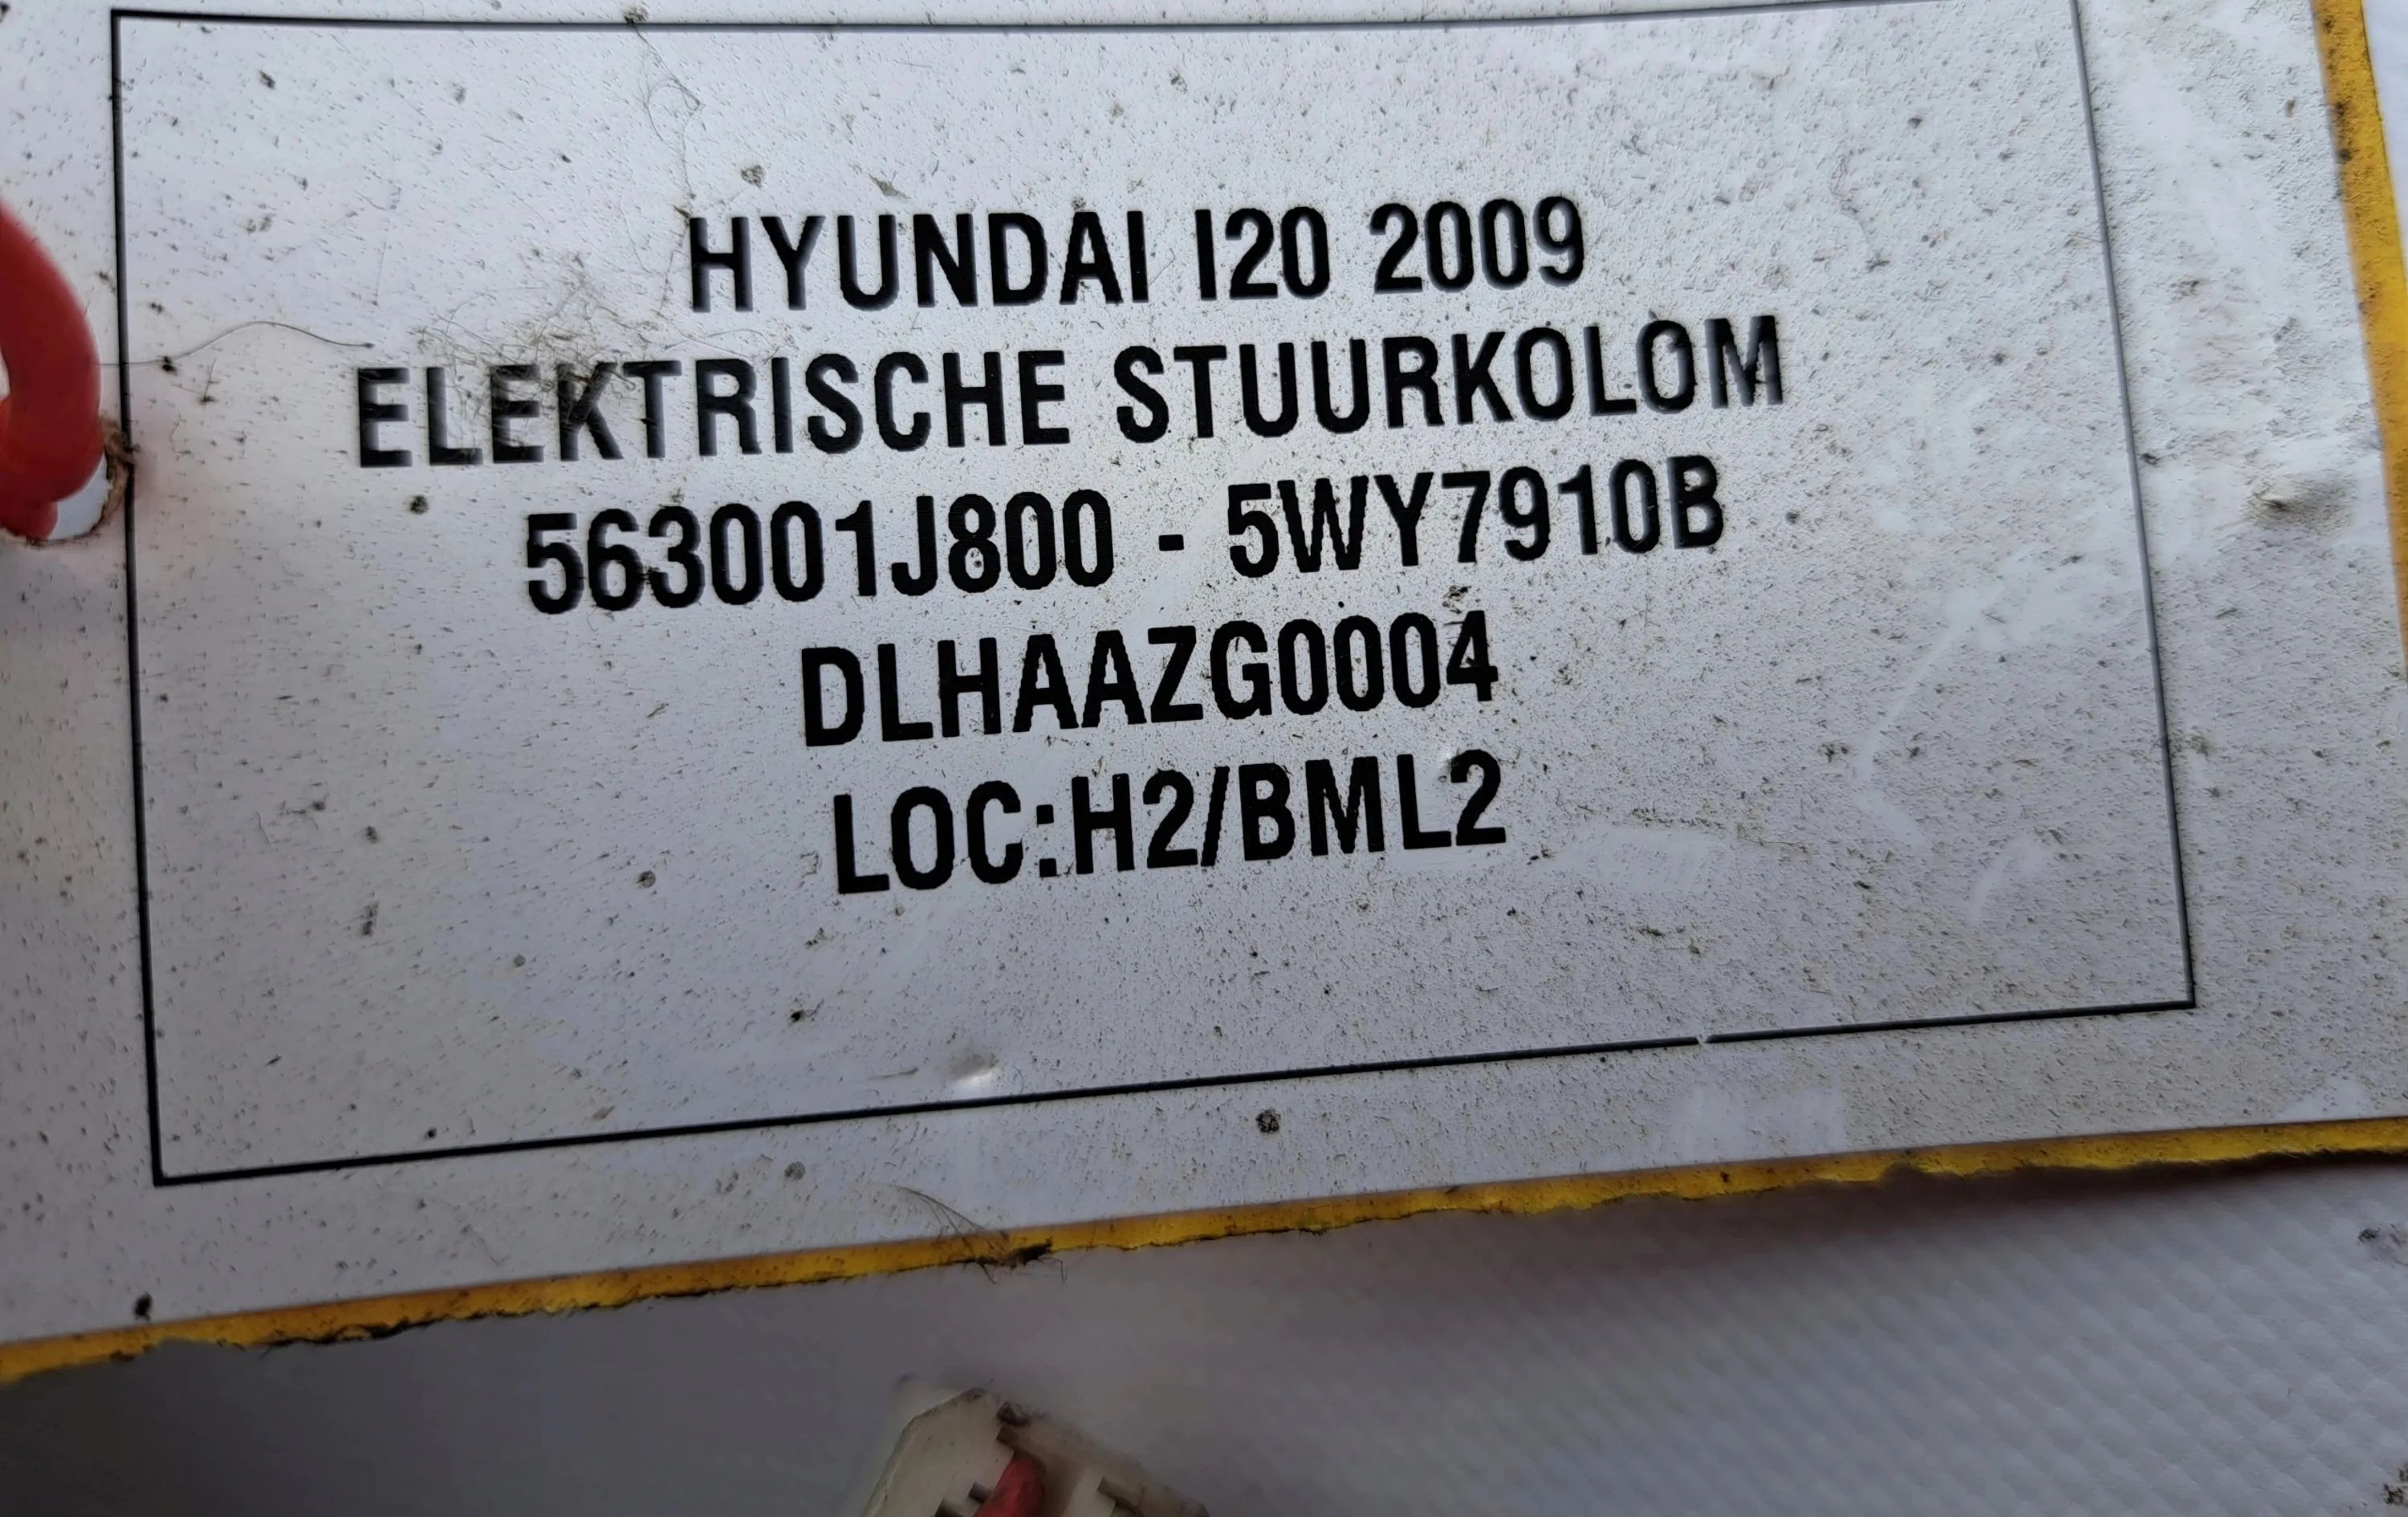 HYUNDAI I20 2009
ELEKTRISCHE STUURKOLOM
563001J800 - 5WY7910B
DLHAAZG0004
LOC:H2/BML2